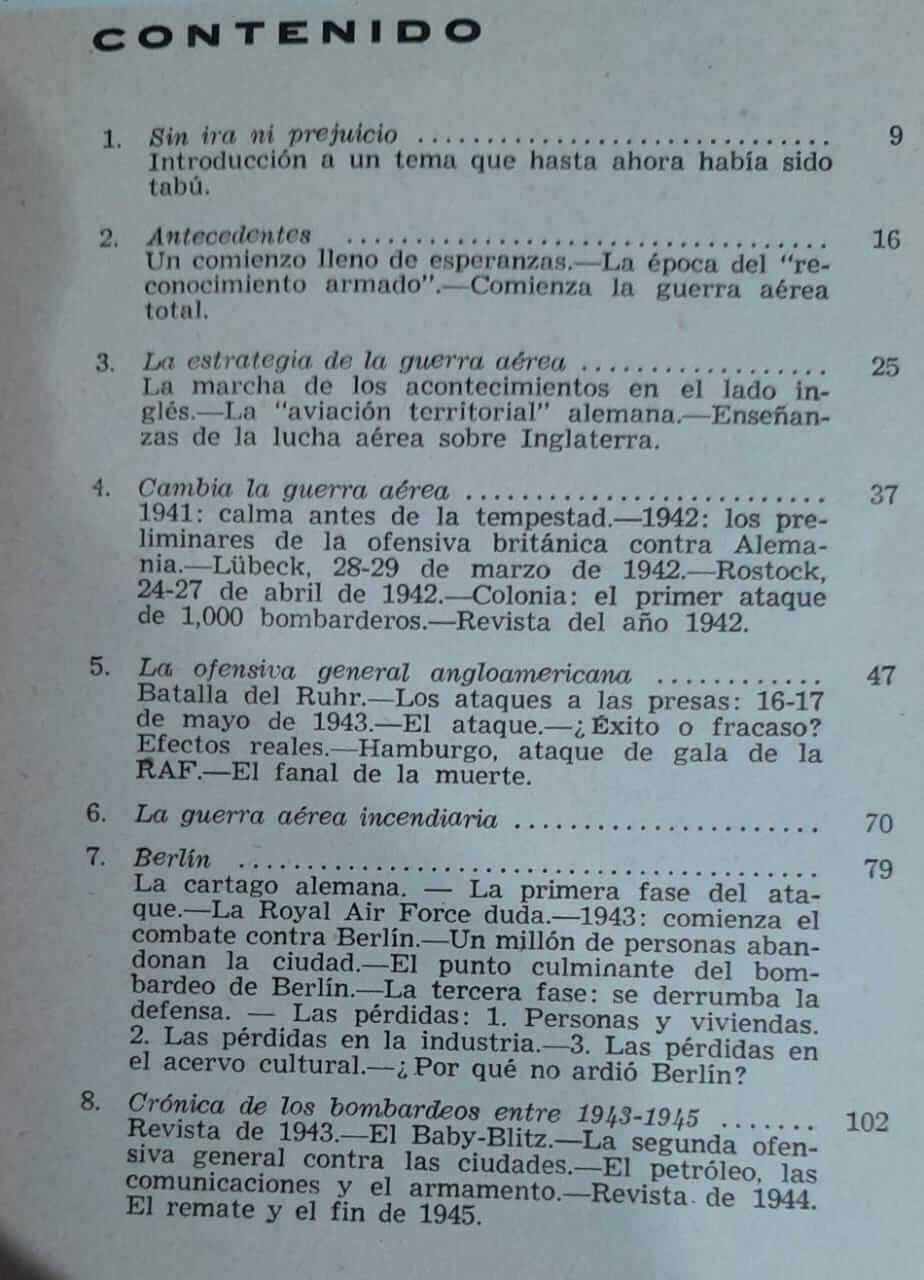 CONTENIDO
1. Sin ira ni prejuicio .............................. 9
Introducción a un tema que hasta ahora había sido
tabú.
2. Antecedentes ................................... 16
Un comienzo lleno de esperanzas.—La época del “re-
conocimiento armado”.—Comienza la guerra aérea
total.
3. La estrategia de la guerra aérea .................. 25
La marcha de los acontecimientos en el lado in-
glés.—La “aviación territorial” alemana.—Enseñan-
zas de la lucha aérea sobre Inglaterra.
4. Cambia la guerra aérea .......................... 37
1941: calma antes de la tempestad.—1942: los pre-
liminares de la ofensiva británica contra Alema-
nia.—Lübeck, 28-29 de marzo de 1942.—Rostock,
24-27 de abril de 1942.—Colonia: el primer ataque
de 1,000 bombarderos.—Revista del año 1942.
5. La ofensiva general angloamericana ............ 47
Batalla del Ruhr.—Los ataques a las presas: 16-17
de mayo de 1943.—El ataque.—¿Éxito o fracaso?
Efectos reales.—Hamburgo, ataque de gala de la
RAF.—El fanal de la muerte.
6. La guerra aérea incendiaria ....................... 70
7. Berlín .......................................... 79
La cartago alemana. — La primera fase del ata-
que.—La Royal Air Force duda.—1943: comienza el
combate contra Berlín.—Un millón de personas aban-
donan la ciudad.—El punto culminante del bom-
bardeo de Berlín.—La tercera fase: se derrumba la
defensa. — Las pérdidas: 1. Personas y viviendas.
2. Las pérdidas en la industria.—3. Las pérdidas en
el acervo cultural.—¿Por qué no ardió Berlín?
8. Crónica de los bombardeos entre 1943-1945 ....... 102
Revista de 1943.—El Baby-Blitz.—La segunda ofen-
siva general contra las ciudades.—El petróleo, las
comunicaciones y el armamento.—Revista de 1944.
El remate y el fin de 1945.